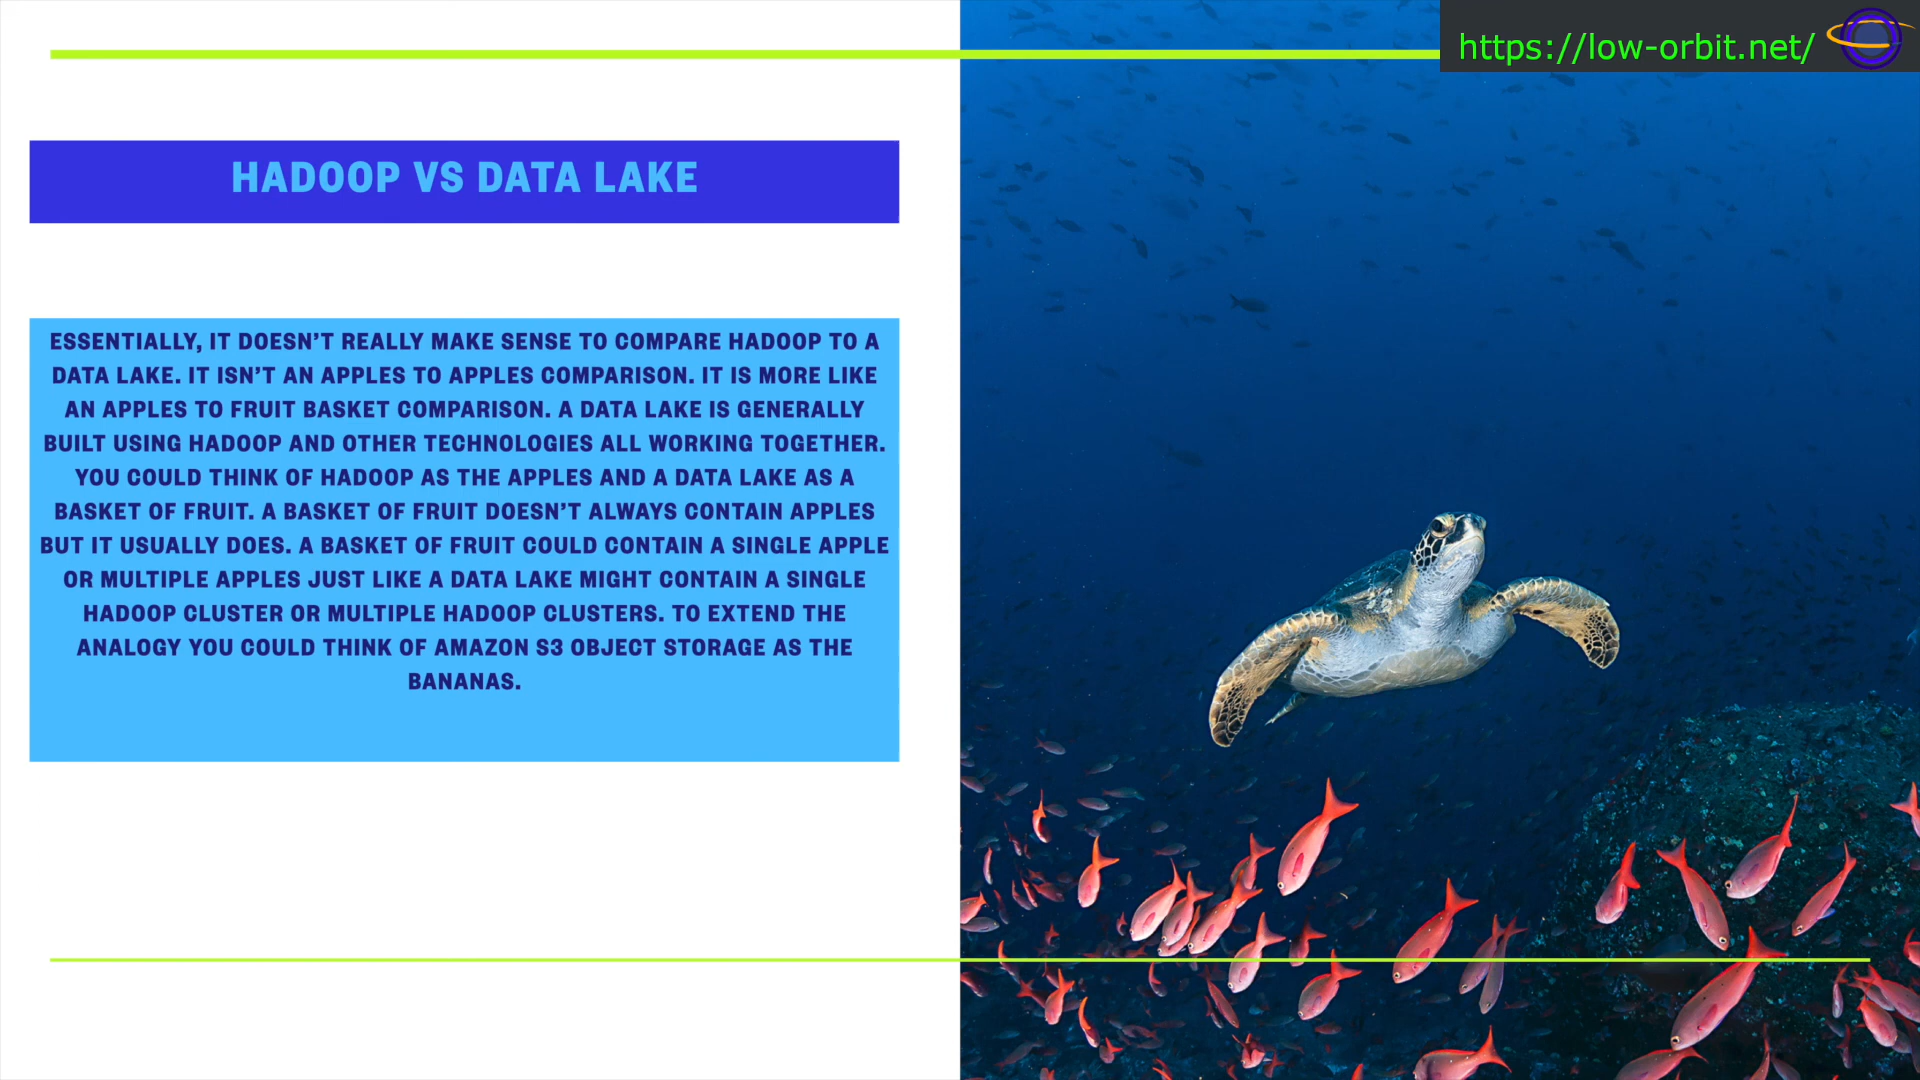 https://low-orbit.net/
HADOOP VS DATA LAKE
ESSENTIALLY, IT DOESN'T REALLY MAKE SENSE TO COMPARE HADOOP TO A
DATA LAKE. IT ISN'T AN APPLES TO APPLES COMPARISON. IT IS MORE LIKE
AN APPLES TO FRUIT BASKET COMPARISON. A DATA LAKE IS GENERALLY
BUILT USING HADOOP AND OTHER TECHNOLOGIES ALL WORKING TOGETHER.
YOU COULD THINK OF HADOOP AS THE APPLES AND A DATA LAKE AS A
BASKET OF FRUIT. A BASKET OF FRUIT DOESN'T ALWAYS CONTAIN APPLES
BUT IT USUALLY DOES. A BASKET OF FRUIT COULD CONTAIN A SINGLE APPLE
OR MULTIPLE APPLES JUST LIKE A DATA LAKE MIGHT CONTAIN A SINGLE
HADOOP CLUSTER OR MULTIPLE HADOOP CLUSTERS. TO EXTEND THE
ANALOGY YOU COULD THINK OF AMAZON S3 OBJECT STORAGE AS THE
BANANAS.